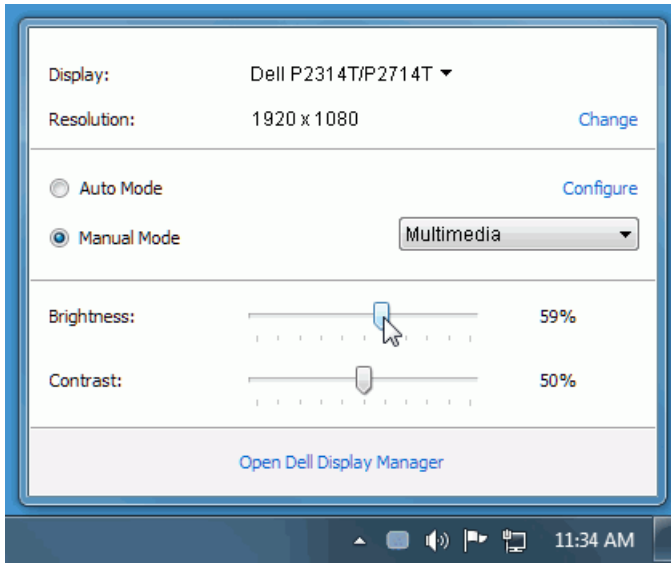 Display: Dell P2314T/P2714T
Resolution: 1920 x 1080 Change
Auto Mode Configure
Manual Mode Multimedia
Brightness: 59%
Contrast: 50%
Open Dell Display Manager
11:34 AM